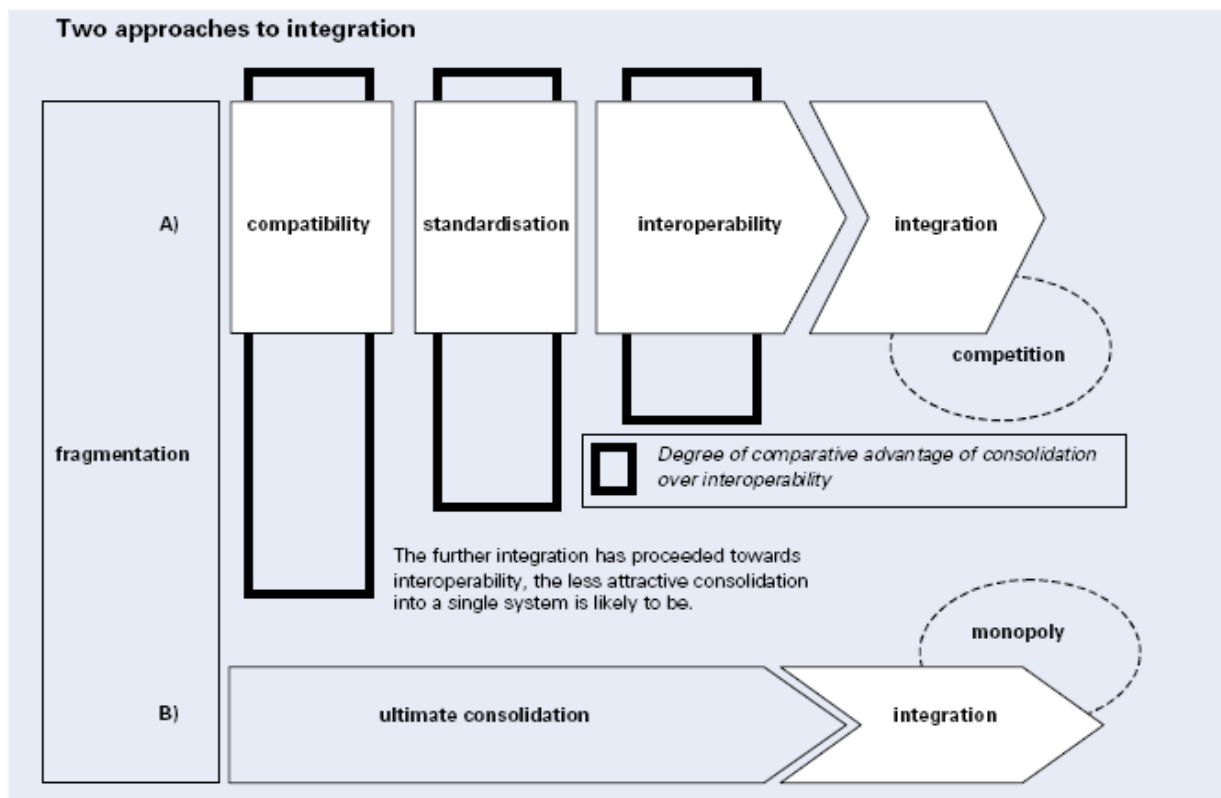 Two approaches to integration
A)
compatibility
standardisation
interoperability
integration
competition
fragmentation
Degree of comparative advantage of consolidation
over interoperability
The further integration has proceeded towards
interoperability, the less attractive consolidation
into a single system is likely to be.
monopoly
B)
ultimate consolidation
integration